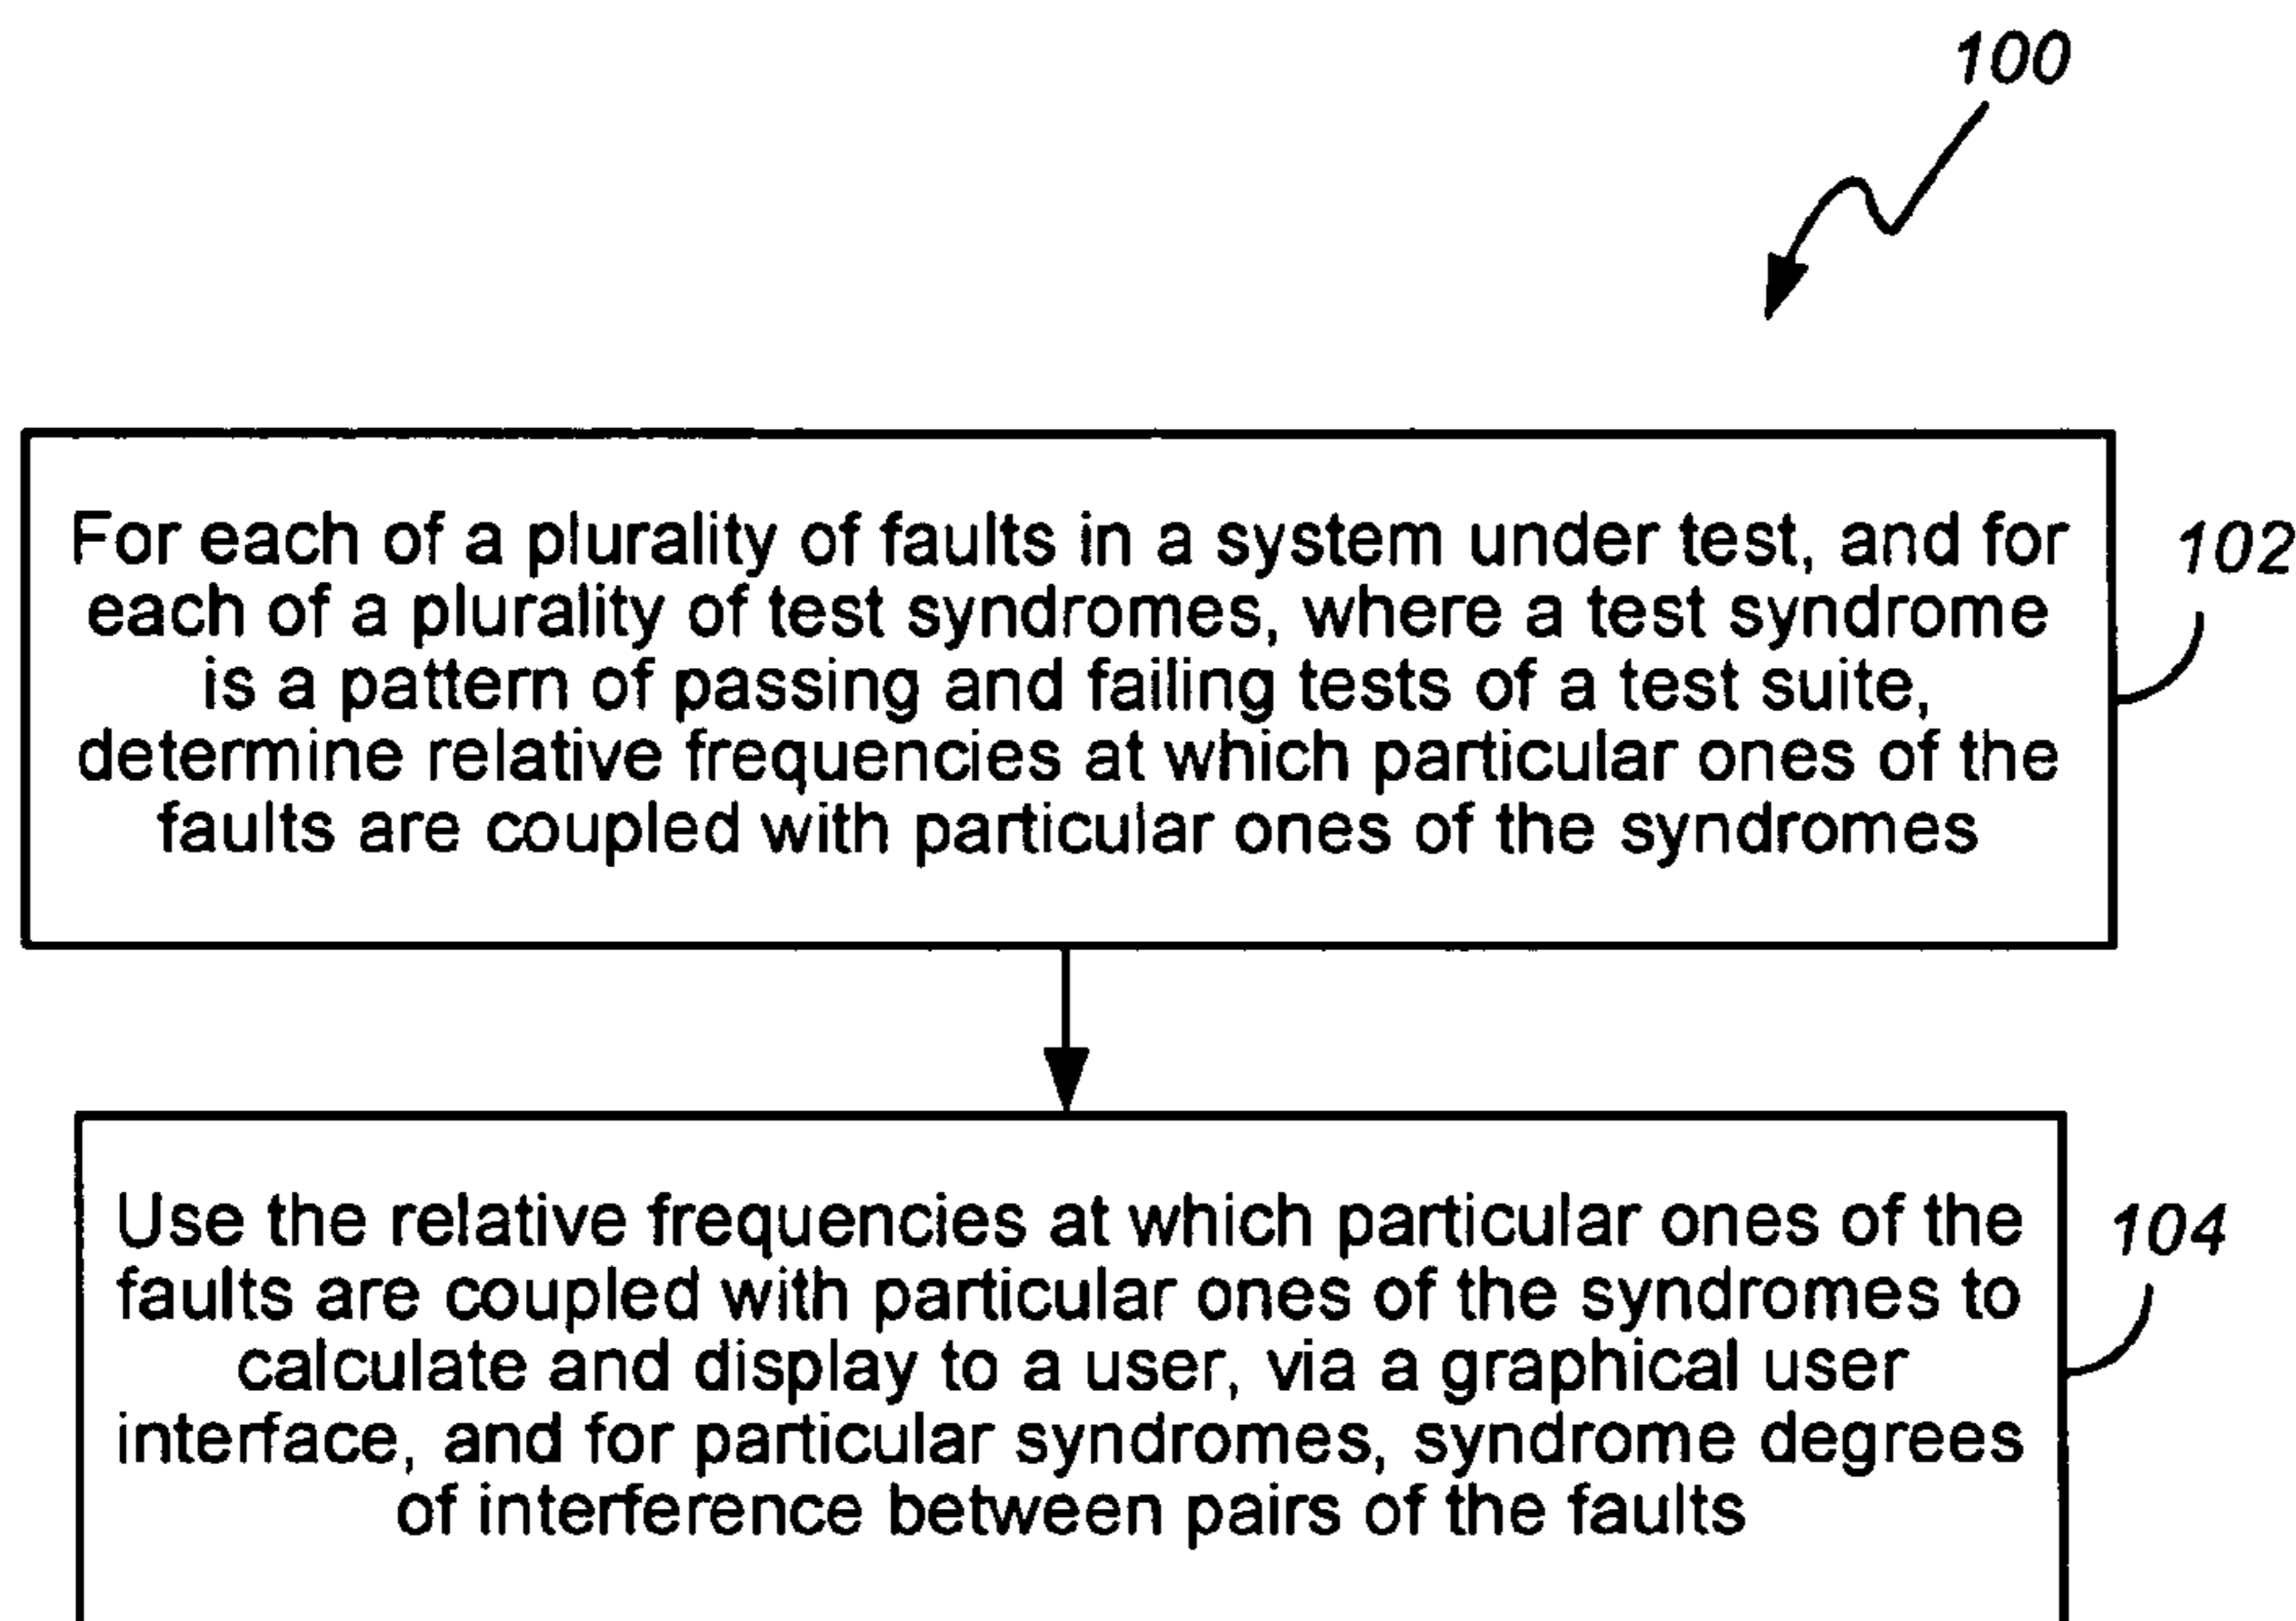 100
For each of a plurality of faults in a system under test, and for
each of a plurality of test syndromes, where a test syndrome
is a pattern of passing and failing tests of a test suite,
determine relative frequencies at which particular ones of the
faults are coupled with particular ones of the syndromes
102
Use the relative frequencies at which particular ones of the
faults are coupled with particular ones of the syndromes to
calculate and display to a user, via a graphical user
interface, and for particular syndromes, syndrome degrees
of interference between pairs of the faults
104